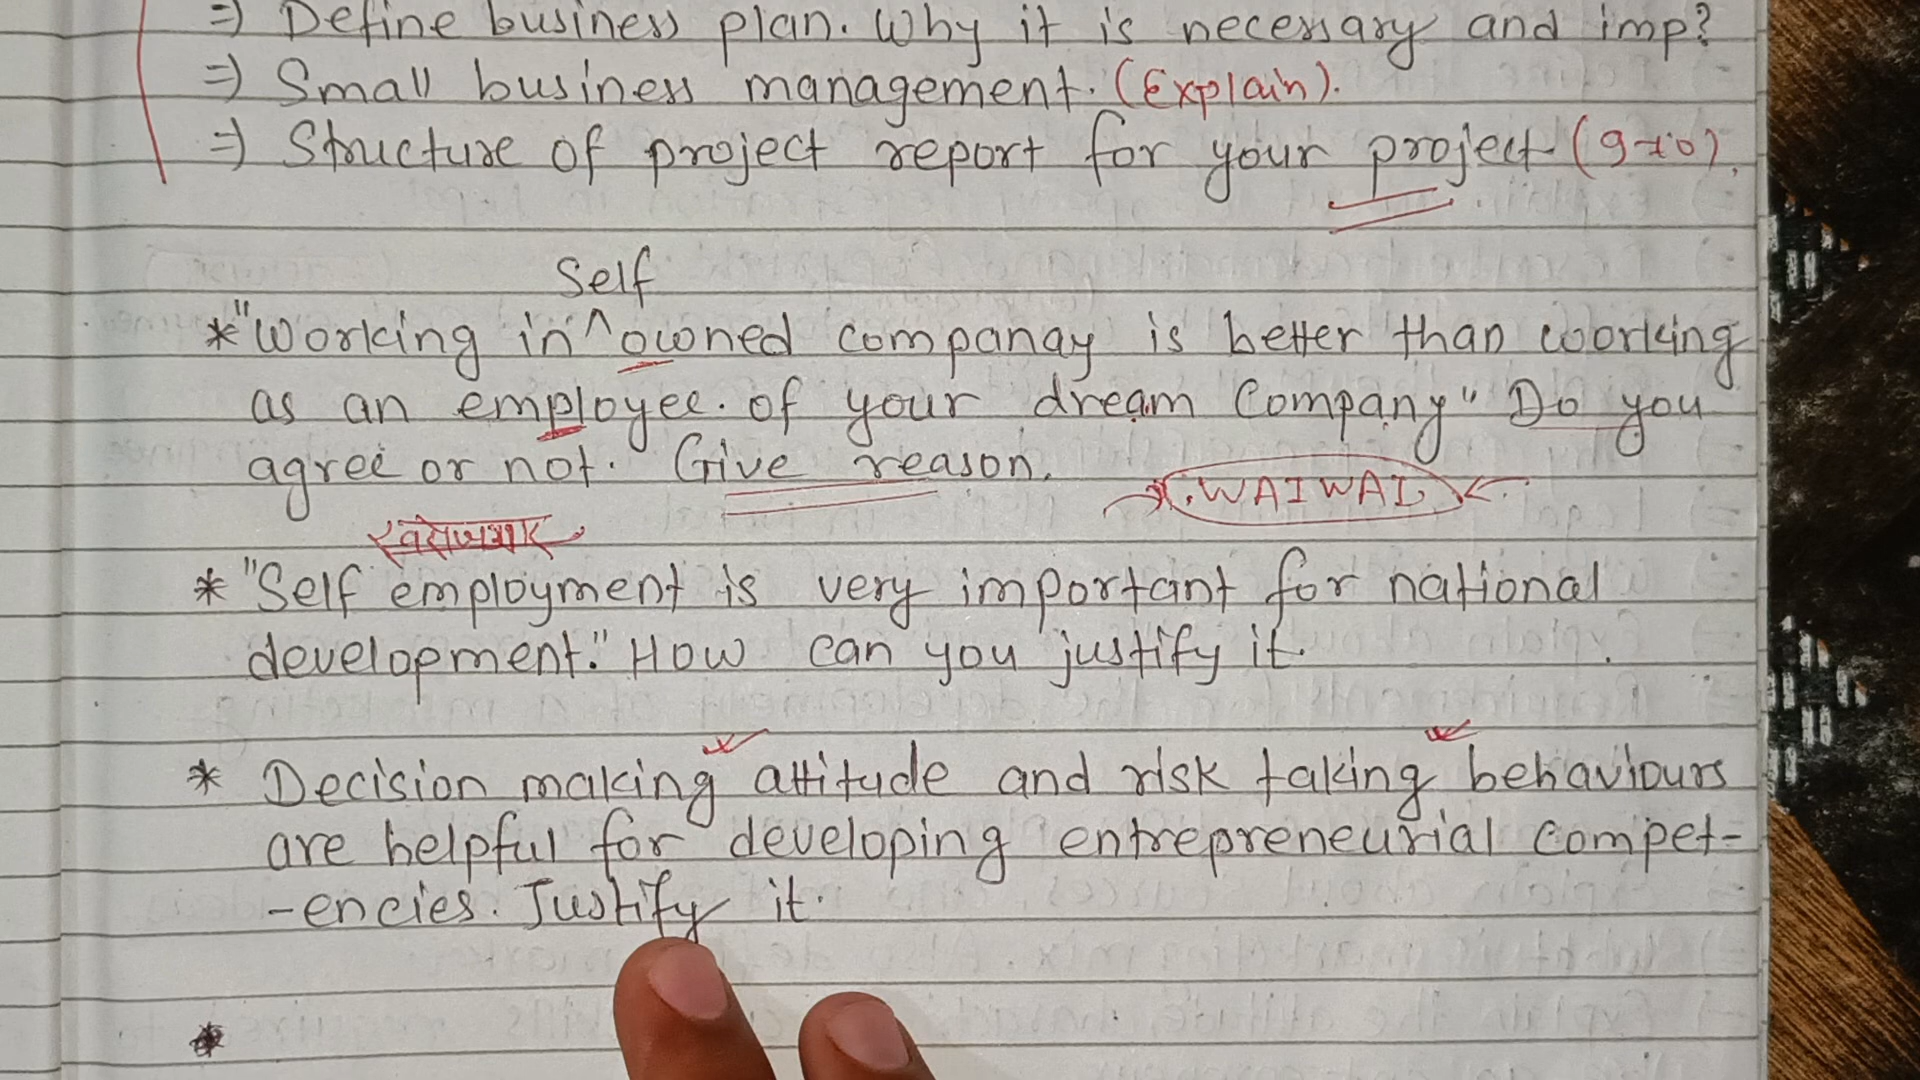 =) Define business plan. Why it is necessary and imp?
=) Small business management. (Explain).
=) Structure of project report for your project (9-10).
Self
*"Working in ^ owned companay is better than working
as an employee. of your dream Company" Do you
agree or not. Give reason.
WAIWAI
*"Self employment is very important for national
development." How can you justify it.
* Decision making attitude and risk taking behaviours
are helpful for developing entrepreneurial compet-
-encies. Justify it.
*